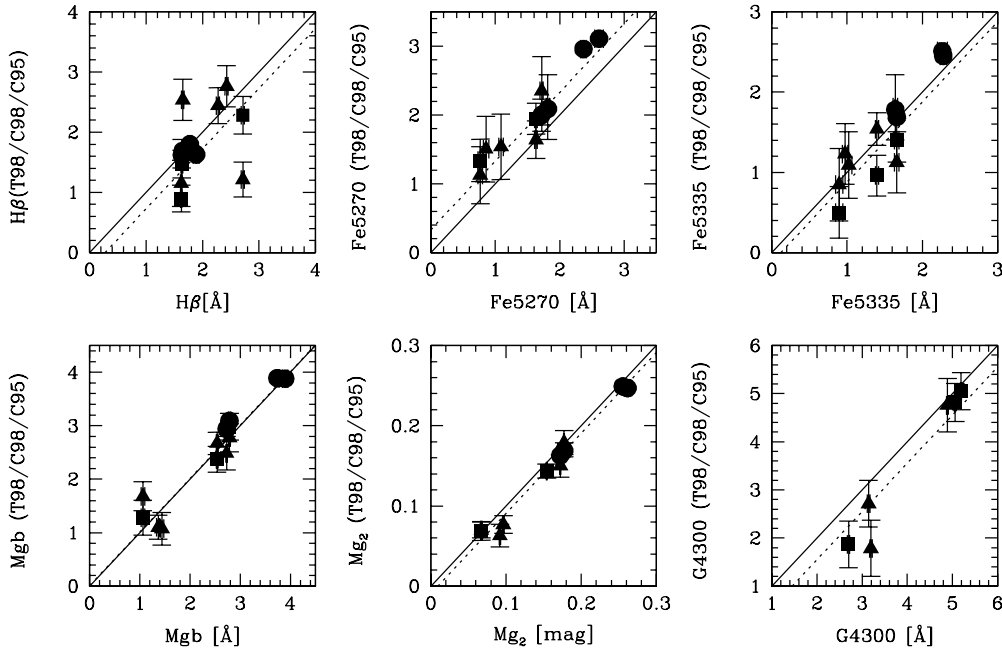 Hβ(T98/C98/C95)
4
3
2
1
0
0 1 2 3 4
Hβ[Å]
Fe5270 (T98/C98/C95)
3
2
1
0
0 1 2 3
Fe5270 [Å]
Fe5335 (T98/C98/C95)
3
2
1
0
0 1 2 3
Fe5335 [Å]
Mgb (T98/C98/C95)
4
3
2
1
0
0 1 2 3 4
Mgb [Å]
Mg₂ (T98/C98/C95)
0.3
0.2
0.1
0
0 0.1 0.2 0.3
Mg₂ [mag]
G4300 (T98/C98/C95)
6
5
4
3
2
1
1 2 3 4 5 6
G4300 [Å]